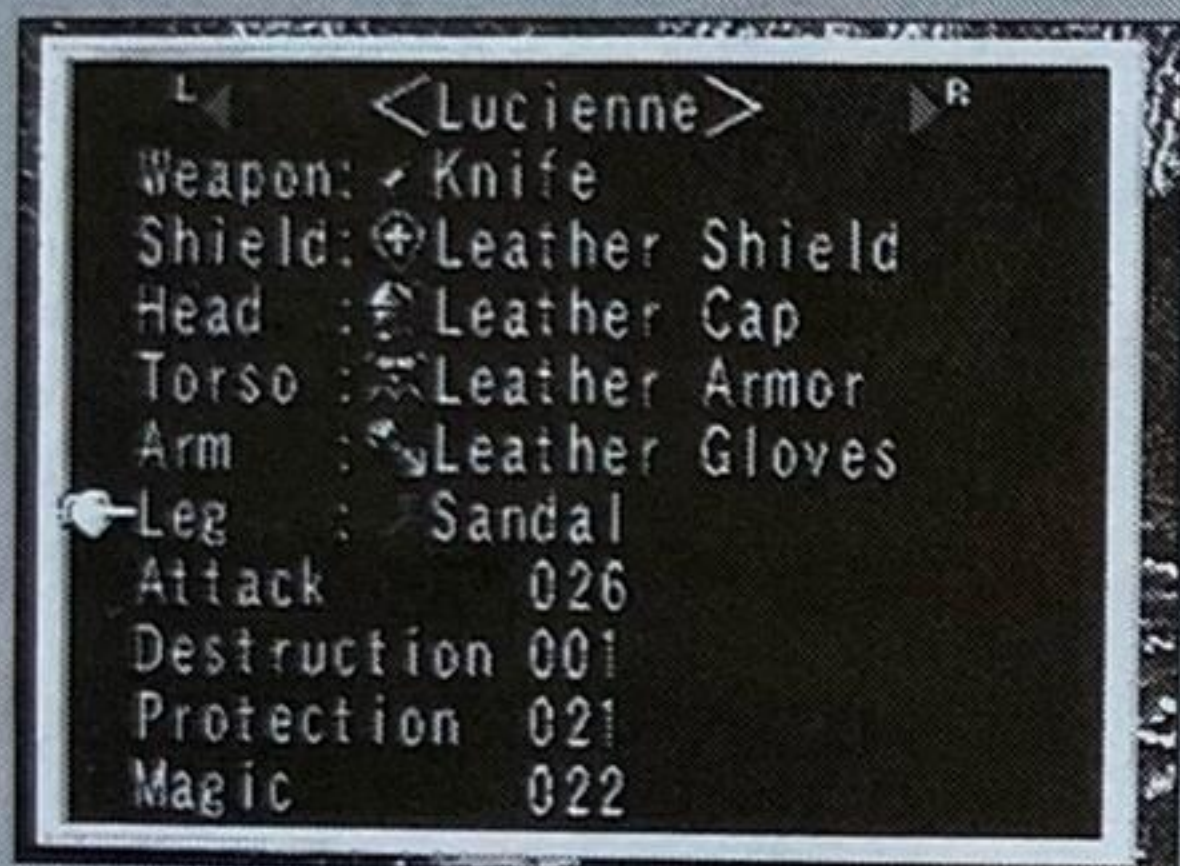 L <Lucienne> R
Weapon: Knife
Shield: Leather Shield
Head : Leather Cap
Torso : Leather Armor
Arm : Leather Gloves
Leg : Sandal
Attack 026
Destruction 001
Protection 021
Magic 022